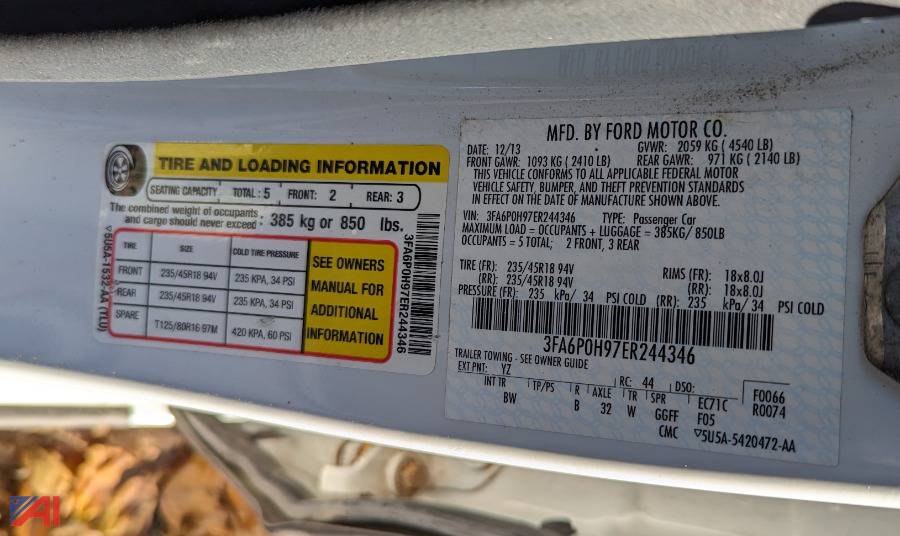 TIRE AND LOADING INFORMATION
SEATING CAPACITY TOTAL : 5 FRONT: 2 REAR: 3
The combined weight of occupants
and cargo should never exceed : 385 kg or 850 lbs.
TIRE SIZE COLD TIRE PRESSURE
FRONT 235/45R18 94V 235 KPA, 34 PSI
REAR 235/45R18 94V 235 KPA, 34 PSI
SPARE T125/80R16 97M 420 KPA, 60 PSI
SEE OWNERS
MANUAL FOR
ADDITIONAL
INFORMATION
5U5A-1532-AA (YLU)
3FA6P0H97ER244346
MFD. BY FORD MOTOR CO.
DATE: 12/13 GVWR: 2059 KG ( 4540 LB)
FRONT GAWR: 1093 KG ( 2410 LB) REAR GAWR: 971 KG ( 2140 LB)
THIS VEHICLE CONFORMS TO ALL APPLICABLE FEDERAL MOTOR
VEHICLE SAFETY, BUMPER, AND THEFT PREVENTION STANDARDS
IN EFFECT ON THE DATE OF MANUFACTURE SHOWN ABOVE.
VIN: 3FA6P0H97ER244346 TYPE: Passenger Car
MAXIMUM LOAD = OCCUPANTS + LUGGAGE = 385KG/ 850LB
OCCUPANTS = 5 TOTAL; 2 FRONT, 3 REAR
TIRE (FR): 235/45R18 94V RIMS (FR): 18x8.0J
(RR): 235/45R18 94V (RR): 18x8.0J
PRESSURE (FR): 235 kPa/ 34 PSI COLD (RR): 235 kPa/ 34 PSI COLD
3FA6P0H97ER244346
TRAILER TOWING - SEE OWNER GUIDE
EXT PNT: YZ RC: 44 DSO:
INT TR TP/PS R AXLE TR SPR EC71C F0066
BW B 32 W GGFF F05 R0074
CMC 5U5A-5420472-AA
AI